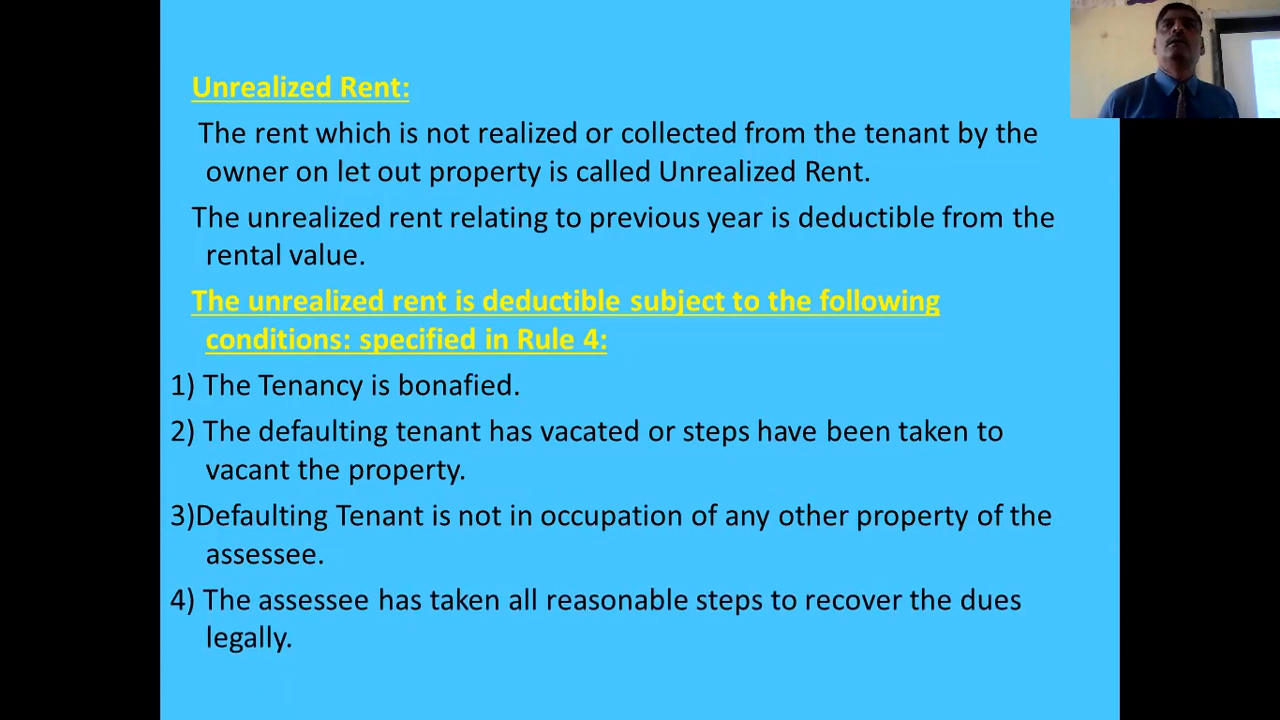 Unrealized Rent:
The rent which is not realized or collected from the tenant by the
owner on let out property is called Unrealized Rent.
The unrealized rent relating to previous year is deductible from the
rental value.
The unrealized rent is deductible subject to the following
conditions: specified in Rule 4:
1) The Tenancy is bonafied.
2) The defaulting tenant has vacated or steps have been taken to
vacant the property.
3)Defaulting Tenant is not in occupation of any other property of the
assessee.
4) The assessee has taken all reasonable steps to recover the dues
legally.